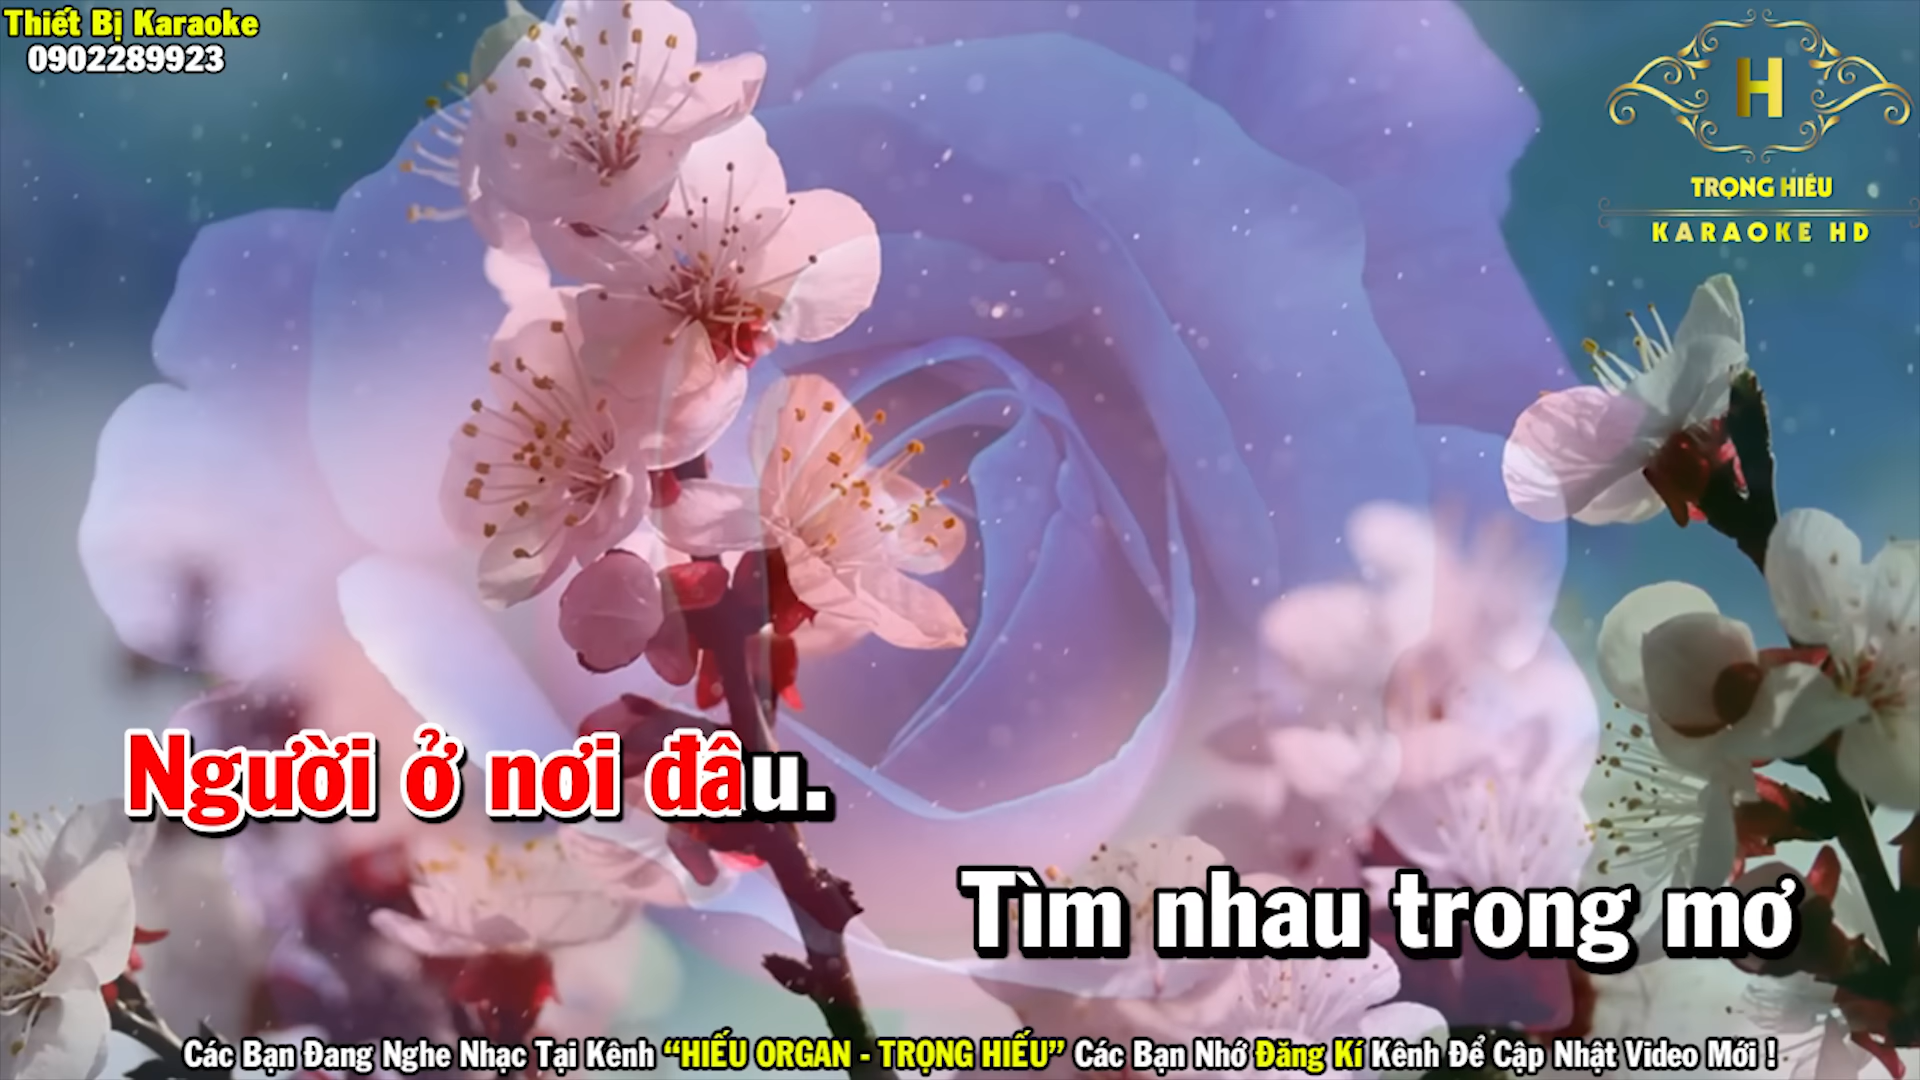 Thiết Bị Karaoke
0902289923
H
TRỌNG HIẾU
KARAOKE HD
Người ở nơi đâu.
Tìm nhau trong mơ
Các Bạn Đang Nghe Nhạc Tại Kênh “HIẾU ORGAN - TRỌNG HIẾU” Các Bạn Nhớ Đăng Kí Kênh Để Cập Nhật Video Mới !